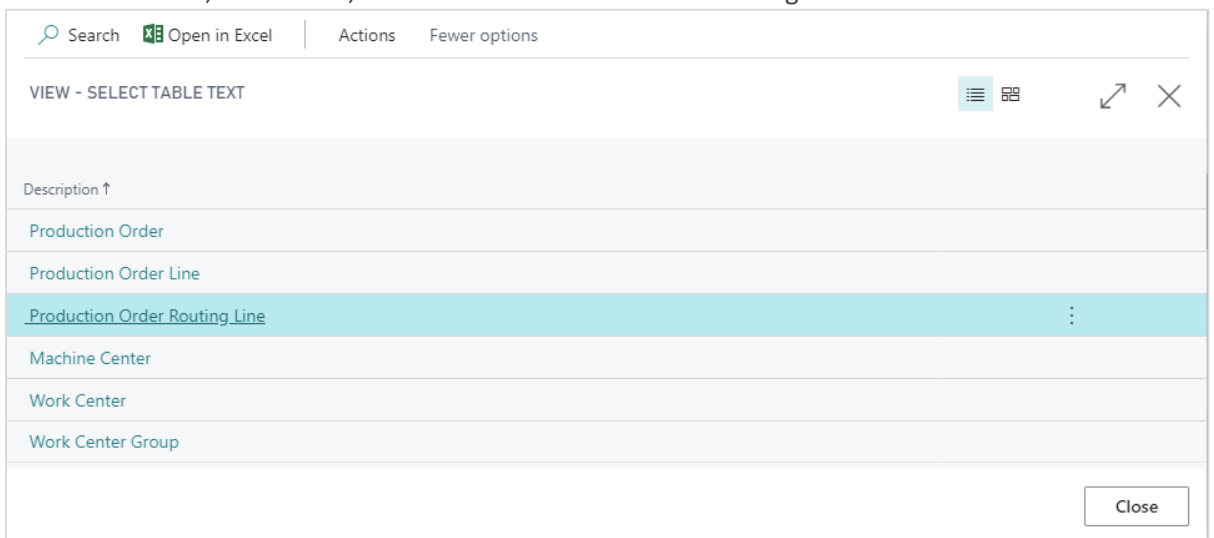 Search Open in Excel Actions Fewer options
VIEW - SELECT TABLE TEXT
Description ↑
Production Order
Production Order Line
Production Order Routing Line
Machine Center
Work Center
Work Center Group
Close